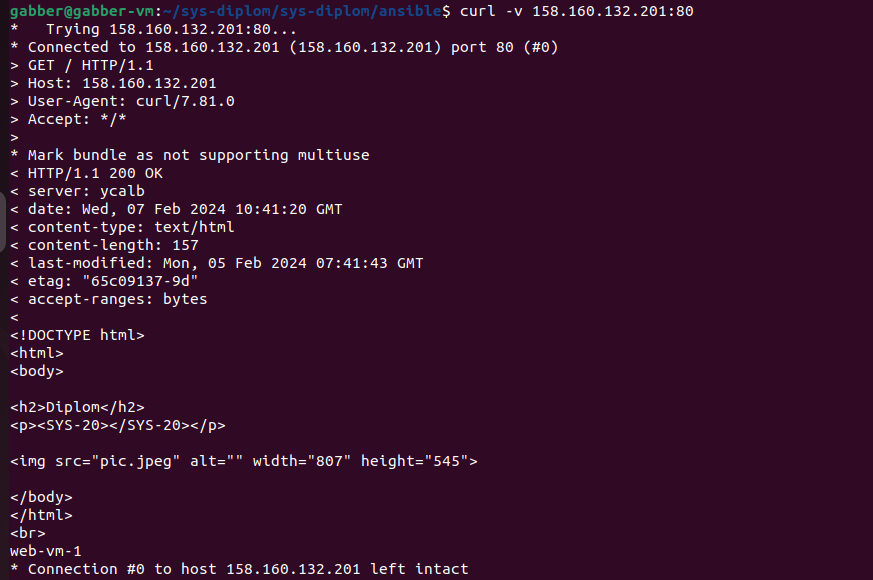 gabber@gabber-vm:~/sys-diplom/sys-diplom/ansible$ curl -v 158.160.132.201:80
*   Trying 158.160.132.201:80...
* Connected to 158.160.132.201 (158.160.132.201) port 80 (#0)
> GET / HTTP/1.1
> Host: 158.160.132.201
> User-Agent: curl/7.81.0
> Accept: */*
>
* Mark bundle as not supporting multiuse
< HTTP/1.1 200 OK
< server: ycalb
< date: Wed, 07 Feb 2024 10:41:20 GMT
< content-type: text/html
< content-length: 157
< last-modified: Mon, 05 Feb 2024 07:41:43 GMT
< etag: "65c09137-9d"
< accept-ranges: bytes
<
<!DOCTYPE html>
<html>
<body>

<h2>Diplom</h2>
<p><SYS-20></SYS-20></p>

<img src="pic.jpeg" alt="" width="807" height="545">

</body>
</html>
<br>
web-vm-1
* Connection #0 to host 158.160.132.201 left intact